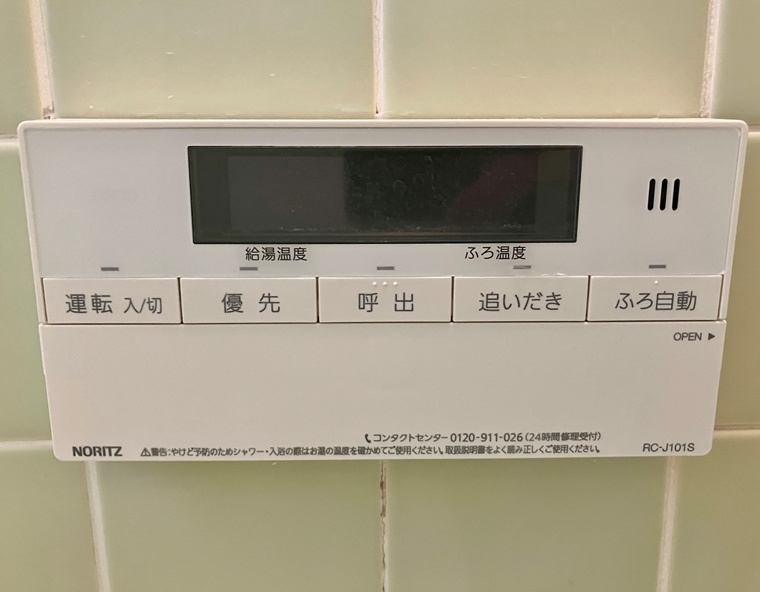 給湯温度 ふろ温度
運転 入/切 優先 呼出 追いだき ふろ自動
OPEN ▶
コンタクトセンター 0120-911-026 (24時間修理受付)
NORITZ ⚠警告:やけど予防のためシャワー・入浴の際はお湯の温度を確かめてご使用ください。取扱説明書をよく読み正しくご使用ください。 RC-J101S